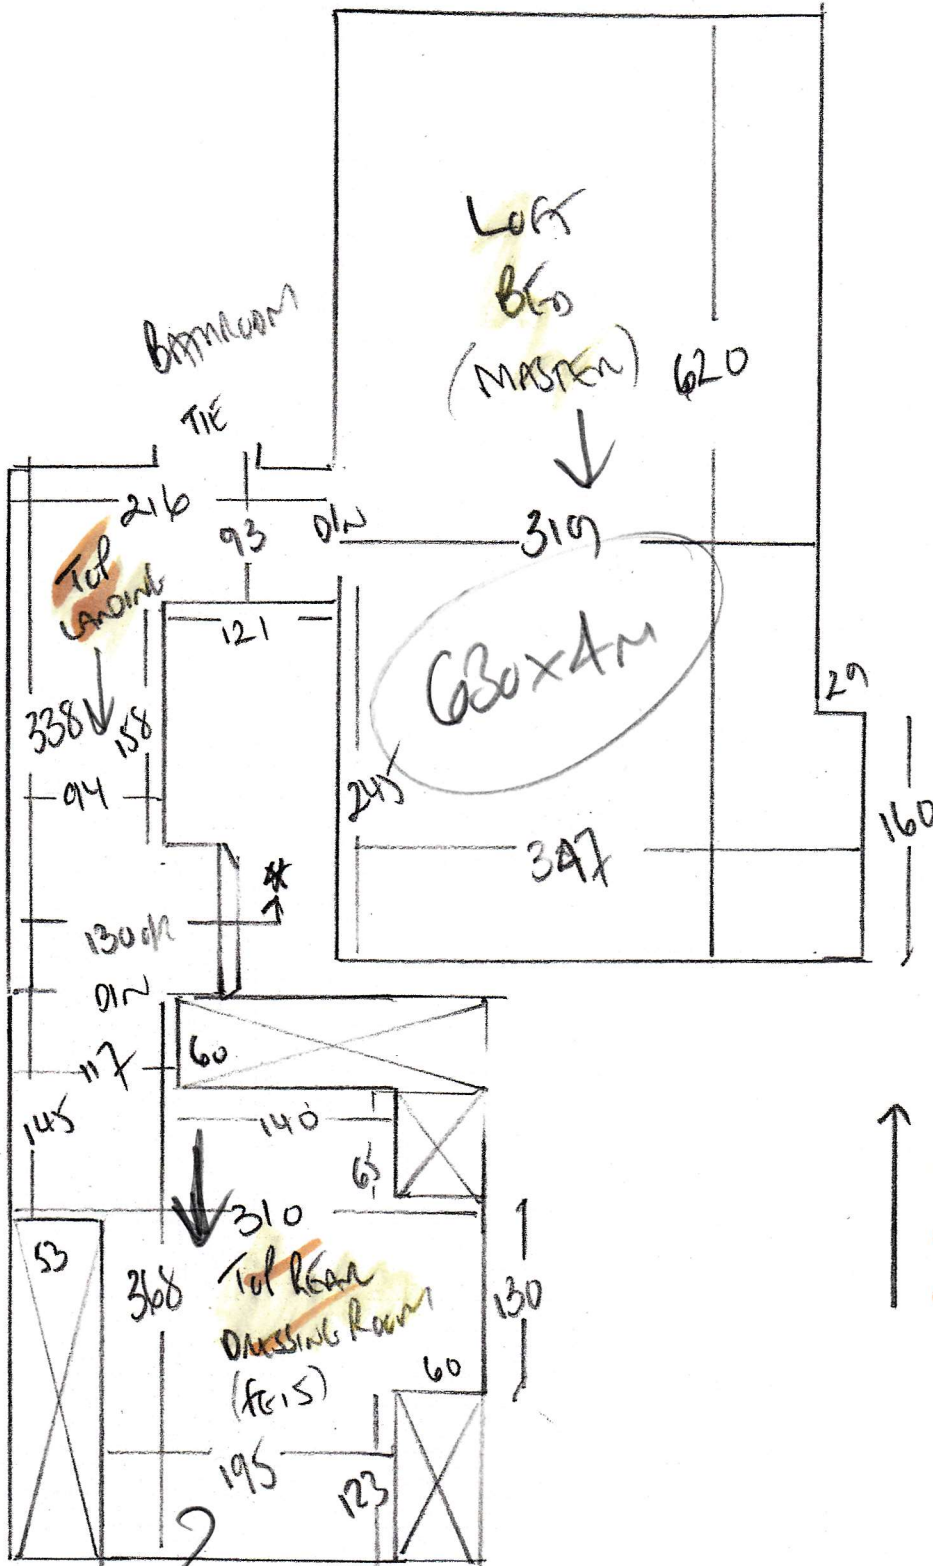 LOFT
BED
(MASTER)
620
BATHROOM
TIE
216
93
DIN
319
TOP
LANDING
121
630x4M
29
338
158
94
245
160
347
*
130
DIN
117
60
145
140
65
310
53
368
TOP REAR
DRESSING ROOM
130
60
195
123
2